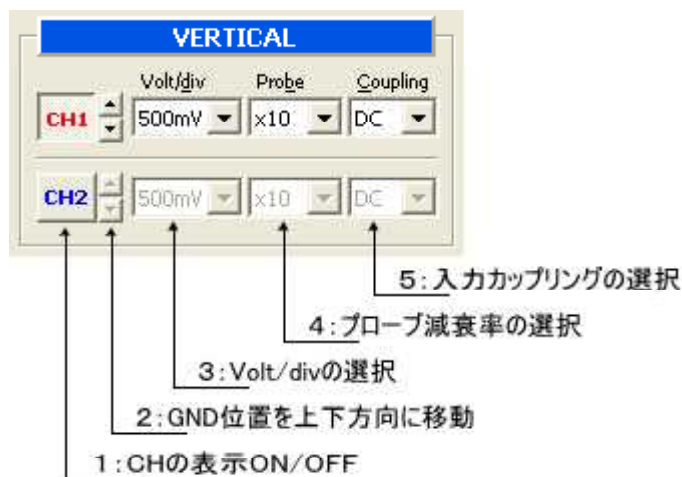 VERTICAL
Volt/div Probe Coupling
CH1 500mV x10 DC
CH2 500mV x10 DC
5:入力カップリングの選択
4:プローブ減衰率の選択
3:Volt/divの選択
2:GND位置を上下方向に移動
1:CHの表示ON/OFF